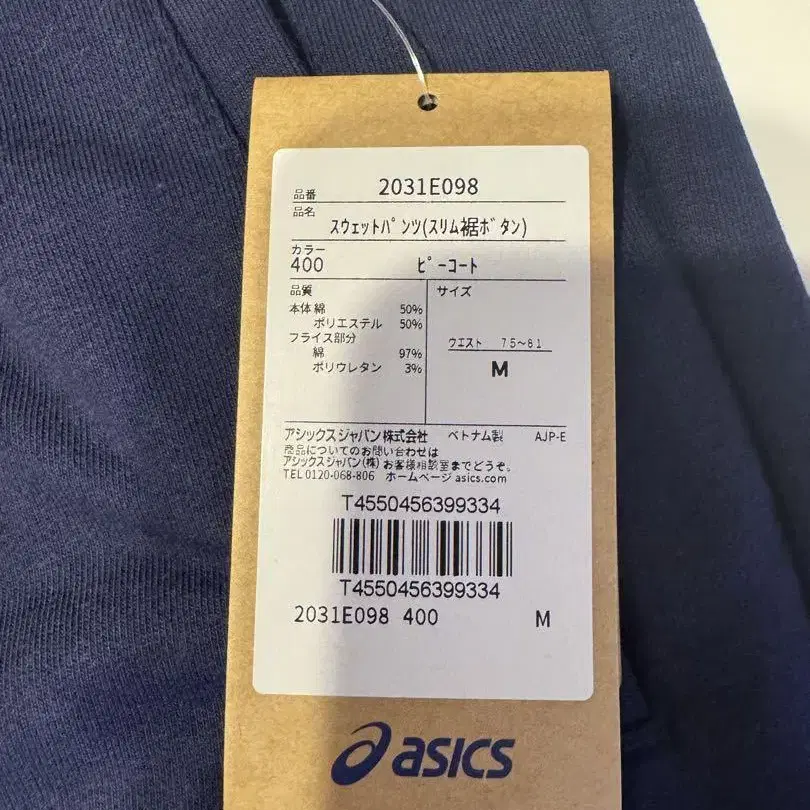 品番 2031E098
品名
スウェットパンツ(スリム裾ボタン)
カラー
400 ピーコート
品質
本体 綿 50%
ポリエステル 50%
フライス部分
綿 97%
ポリウレタン 3%
サイズ
ウエスト 75~81
M
アシックスジャパン株式会社 ベトナム製 AJP-E
商品についてのお問い合わせは
アシックスジャパン(株)お客様相談室までどうぞ。
TEL 0120-068-806 ホームページ asics.com
T4550456399334
T4550456399334
2031E098 400 M
asics